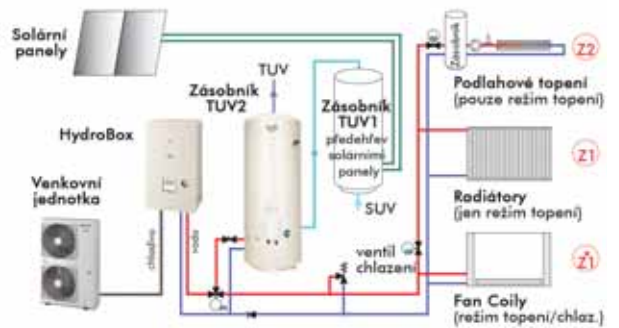 Solární
panely
HydroBox
Venkovní
jednotka
chladivo
voda
TUV
Zásobník
TUV2
Zásobník
TUV1
předehřev
solárními
panely
SUV
ventil
chlazení
Zásobník
Z2
Podlahové topení
(pouze režim topení)
Z1
Radiátory
(jen režim topení)
Z1
Fan Coily
(režim topení/chlaz.)